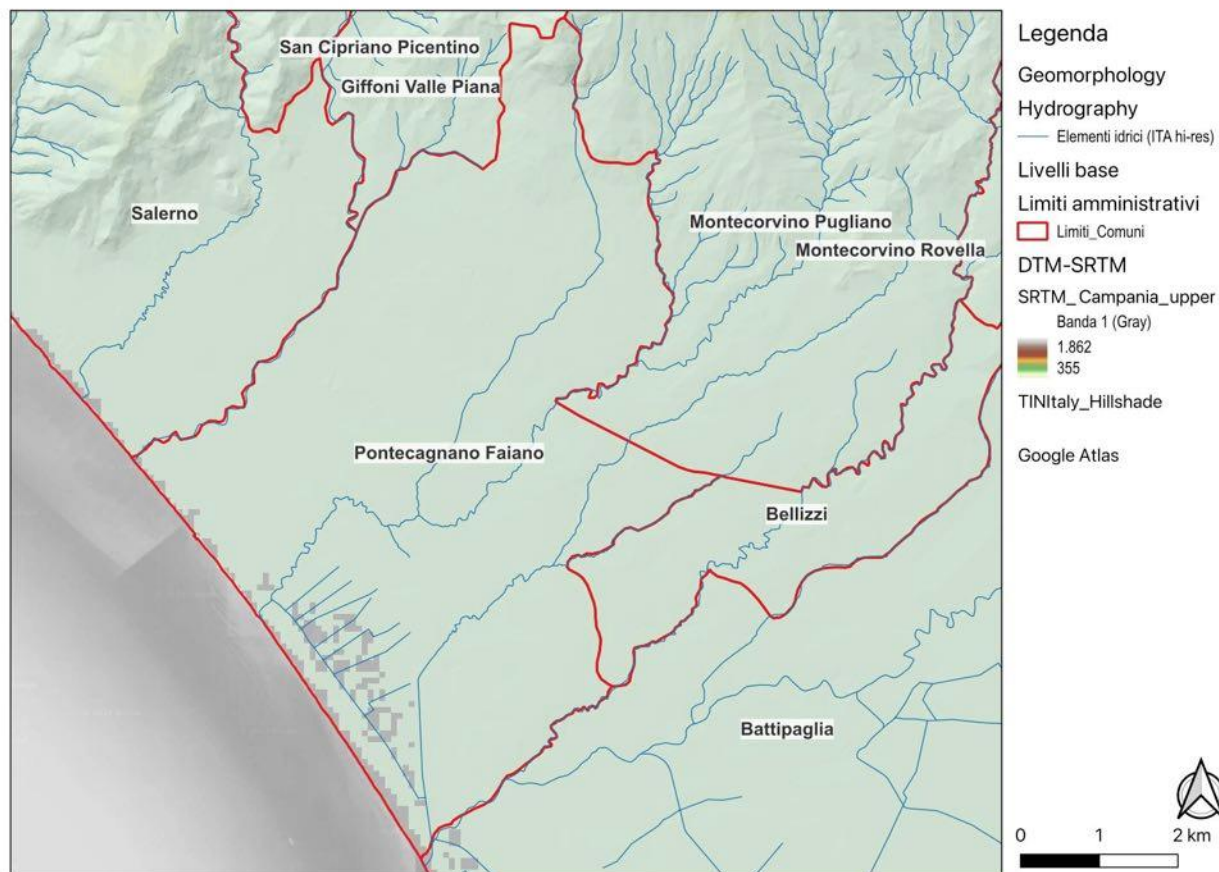 San Cipriano Picentino
Giffoni Valle Piana
Salerno
Montecorvino Pugliano
Montecorvino Rovella
Pontecagnano Faiano
Bellizzi
Battipaglia
Legenda
Geomorphology
Hydrography
Elementi idrici (ITA hi-res)
Livelli base
Limiti amministrativi
Limiti_Comuni
DTM-SRTM
SRTM_Campania_upper
Banda 1 (Gray)
1.862
355
TINItaly_Hillshade
Google Atlas
0 1 2 km